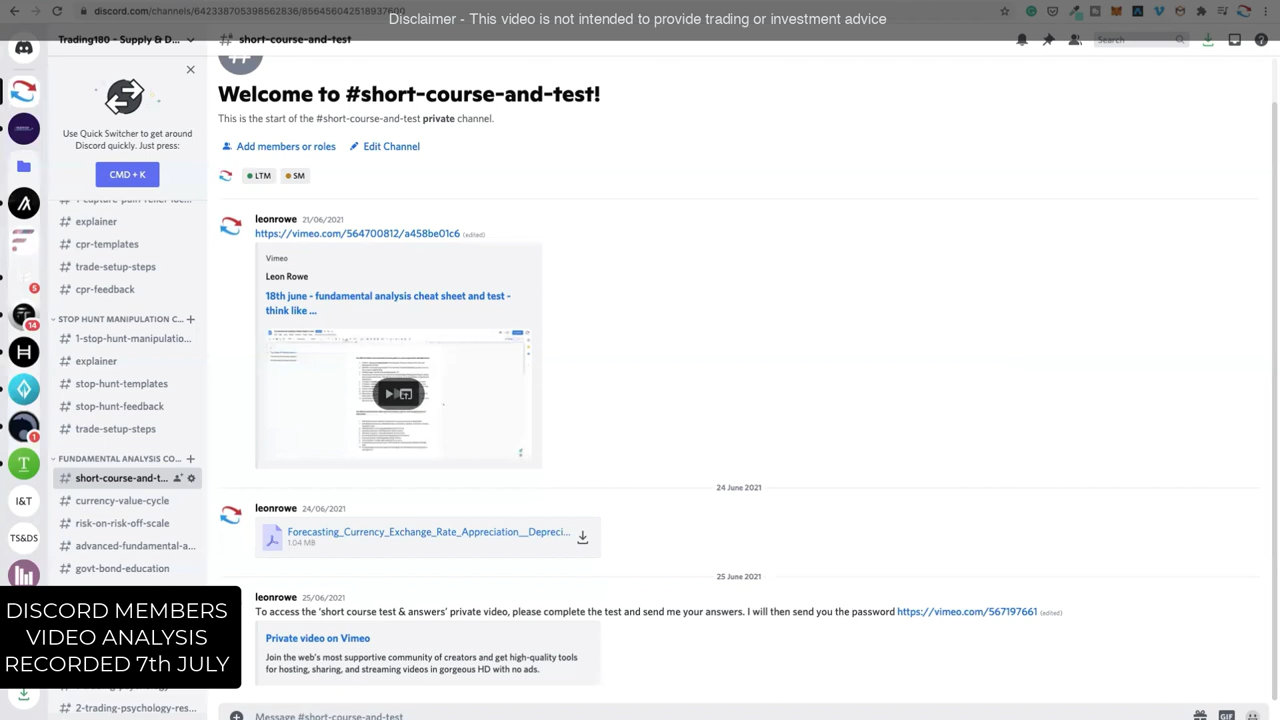 discord.com/channels/642338705398562836/856456042518937600
Disclaimer - This video is not intended to provide trading or investment advice
Trading180 - Supply & D...
short-course-and-test
Search
Use Quick Switcher to get around
Discord quickly. Just press:
CMD + K
explainer
cpr-templates
trade-setup-steps
cpr-feedback
STOP HUNT MANIPULATION C...
1-stop-hunt-manipulatio...
explainer
stop-hunt-templates
stop-hunt-feedback
trade-setup-steps
FUNDAMENTAL ANALYSIS CO...
short-course-and-t...
currency-value-cycle
risk-on-risk-off-scale
advanced-fundamental-a...
govt-bond-education
2-trading-psychology-res...
5
14
1
T
I&T
TS&DS
DISCORD MEMBERS
VIDEO ANALYSIS
RECORDED 7th JULY
Welcome to #short-course-and-test!
This is the start of the #short-course-and-test private channel.
Add members or roles
Edit Channel
LTM
SM
leonrowe 21/06/2021
https://vimeo.com/564700812/a458be01c6 (edited)
Vimeo
Leon Rowe
18th june - fundamental analysis cheat sheet and test -
think like ...
24 June 2021
leonrowe 24/06/2021
Forecasting_Currency_Exchange_Rate_Appreciation__Depreci...
1.04 MB
25 June 2021
leonrowe 25/06/2021
To access the 'short course test & answers' private video, please complete the test and send me your answers. I will then send you the password https://vimeo.com/567197661 (edited)
Private video on Vimeo
Join the web's most supportive community of creators and get high-quality tools
for hosting, sharing, and streaming videos in gorgeous HD with no ads.
Message #short-course-and-test
GIF